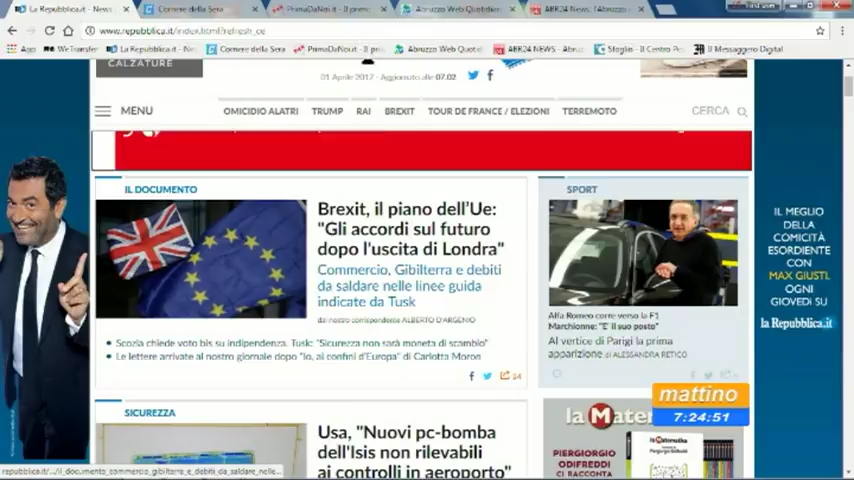 La Repubblica.it - News
Corriere della Sera
PrimaDaNoi.it - Il primo
Abruzzo Web Quotidian
ABR24 News, l'Abruzzo
www.repubblica.it/index.html?refresh_ce
App
WeTransfer
La Repubblica.it - News
Corriere della Sera
PrimaDaNoi.it - Il pri
Abruzzo Web Quoti
ABR24 NEWS - Abru
Sfoglio - Il Centro
Il Messaggero Digital
CALZATURE
01 Aprile 2017 - Aggiornato alle 07.02
MENU
OMICIDIO ALATRI
TRUMP
RAI
BREXIT
TOUR DE FRANCE / ELEZIONI
TERREMOTO
CERCA
IL DOCUMENTO
Brexit, il piano dell'Ue:
"Gli accordi sul futuro
dopo l'uscita di Londra"
Commercio, Gibilterra e debiti
da saldare nelle linee guida
indicate da Tusk
dal nostro corrispondente ALBERTO D'ARGENIO
Scozia chiede voto bis su indipendenza. Tusk: "Sicurezza non sarà moneta di scambio"
Le lettere arrivate al nostro giornale dopo "Io, ai confini d'Europa" di Carlotta Moron
SPORT
Alfa Romeo corre verso la F1
Marchionne: "E' il suo posto"
Al vertice di Parigi la prima
apparizione di ALESSANDRA RETICO
IL MEGLIO
DELLA
COMICITÀ
ESORDIENTE
CON
MAX GIUSTI.
OGNI
GIOVEDÌ SU
la Repubblica.it
mattino
7:24:51
SICUREZZA
Usa, "Nuovi pc-bomba
dell'Isis non rilevabili
ai controlli in aeroporto"
la Mate
PIERGIORGIO
ODIFREDDI
CI RACCONTA
la Matematica
repubblica.it/.../il_documento_commercio_gibilterra_e_debiti_da_saldare_nelle...